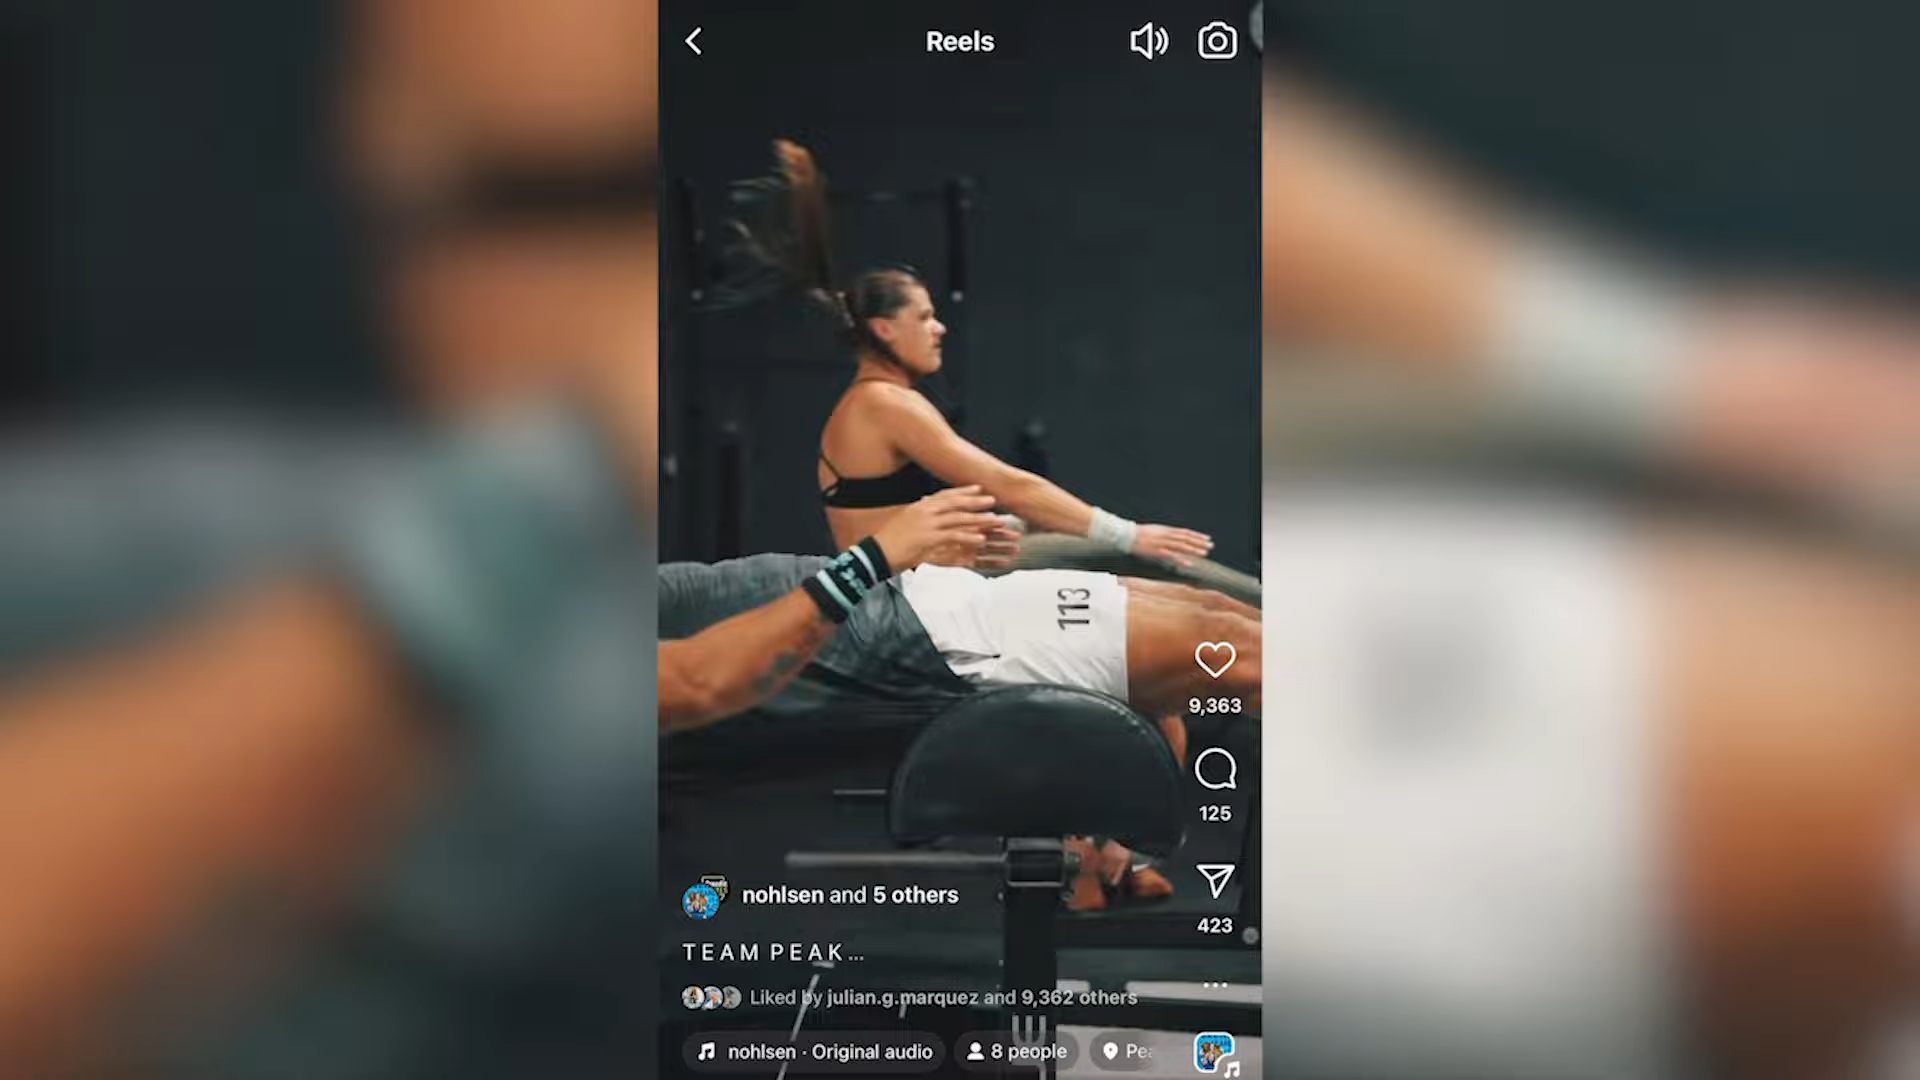 Reels
113
9,363
125
423
nohlsen and 5 others
TEAM PEAK...
Liked by julian.g.marquez and 9,362 others
nohlsen · Original audio
8 people